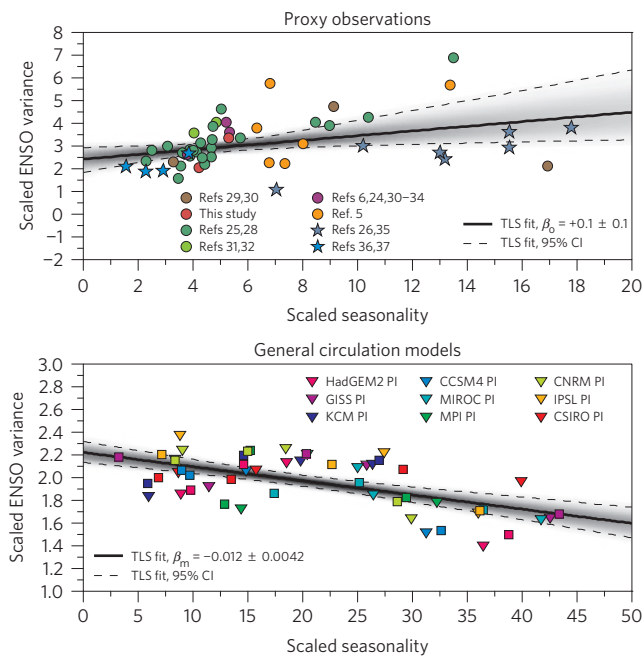 Proxy observations
Scaled ENSO variance
8
7
6
5
4
3
2
1
0
−1
−2
Refs 29,30
This study
Refs 25,28
Refs 31,32
Refs 6,24,30–34
Ref. 5
Refs 26,35
Refs 36,37
TLS fit, βo = +0.1 ± 0.1
TLS fit, 95% CI
0 2 4 6 8 10 12 14 16 18 20
Scaled seasonality
General circulation models
Scaled ENSO variance
3.0
2.8
2.6
2.4
2.2
2.0
1.8
1.6
1.4
1.2
1.0
HadGEM2 PI
GISS PI
KCM PI
CCSM4 PI
MIROC PI
MPI PI
CNRM PI
IPSL PI
CSIRO PI
TLS fit, βm = −0.012 ± 0.0042
TLS fit, 95% CI
0 5 10 15 20 25 30 35 40 45 50
Scaled seasonality